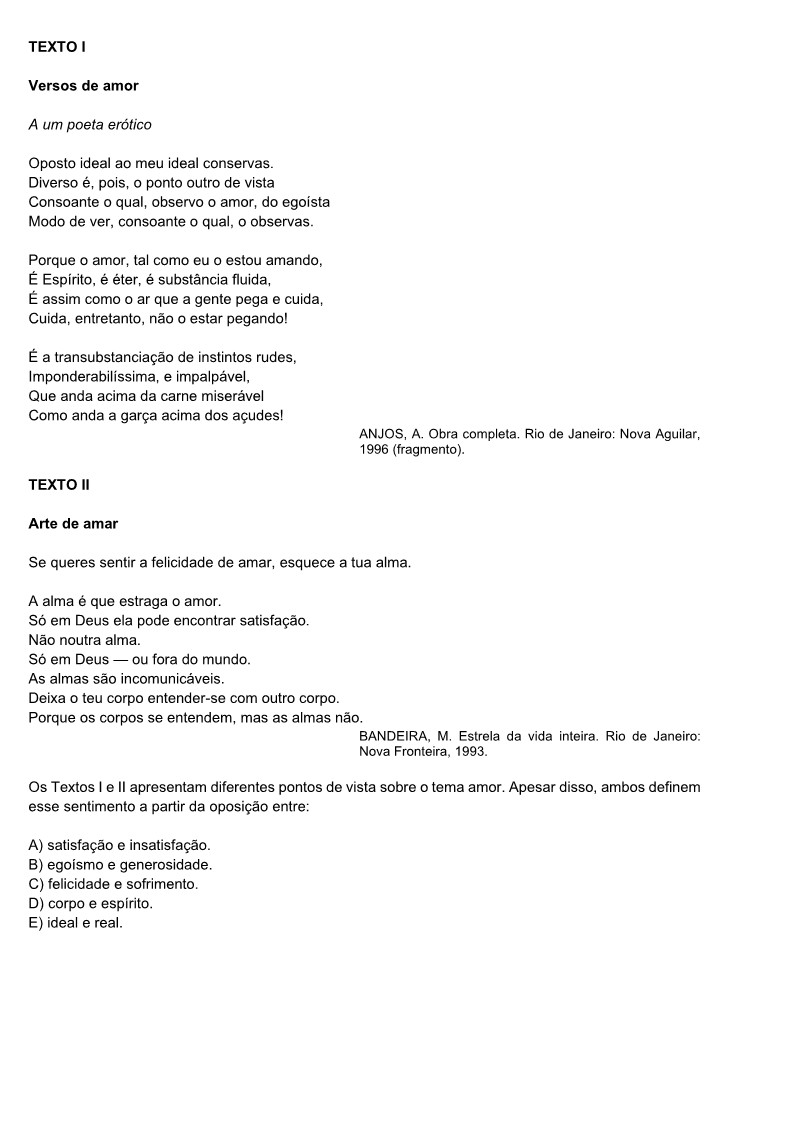 TEXTO I
Versos de amor
A um poeta erótico
Oposto ideal ao meu ideal conservas.
Diverso é, pois, o ponto outro de vista
Consoante o qual, observo o amor, do egoísta
Modo de ver, consoante o qual, o observas.
Porque o amor, tal como eu o estou amando,
É Espírito, é éter, é substância fluida,
É assim como o ar que a gente pega e cuida,
Cuida, entretanto, não o estar pegando!
É a transubstanciação de instintos rudes,
Imponderabilíssima, e impalpável,
Que anda acima da carne miserável
Como anda a garça acima dos açudes!
ANJOS, A. Obra completa. Rio de Janeiro: Nova Aguilar,
1996 (fragmento).
TEXTO II
Arte de amar
Se queres sentir a felicidade de amar, esquece a tua alma.
A alma é que estraga o amor.
Só em Deus ela pode encontrar satisfação.
Não noutra alma.
Só em Deus — ou fora do mundo.
As almas são incomunicáveis.
Deixa o teu corpo entender-se com outro corpo.
Porque os corpos se entendem, mas as almas não.
BANDEIRA, M. Estrela da vida inteira. Rio de Janeiro:
Nova Fronteira, 1993.
Os Textos I e II apresentam diferentes pontos de vista sobre o tema amor. Apesar disso, ambos definem
esse sentimento a partir da oposição entre:
A) satisfação e insatisfação.
B) egoísmo e generosidade.
C) felicidade e sofrimento.
D) corpo e espírito.
E) ideal e real.